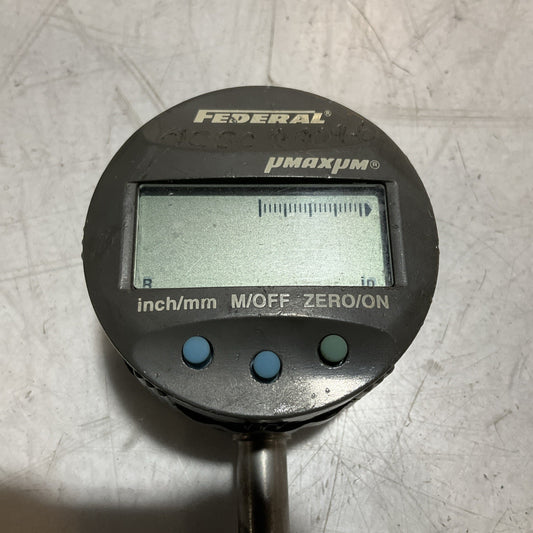 FEDERAL®
μMAXμM®
in
inch/mm M/OFF ZERO/ON